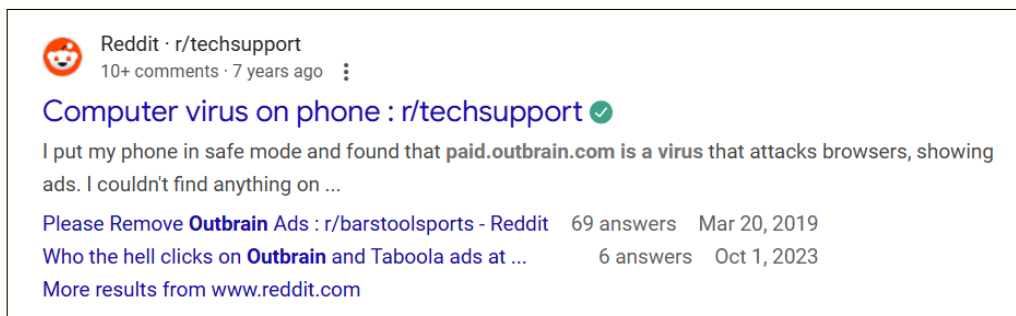 Reddit · r/techsupport
10+ comments · 7 years ago
Computer virus on phone : r/techsupport
I put my phone in safe mode and found that paid.outbrain.com is a virus that attacks browsers, showing
ads. I couldn't find anything on ...
Please Remove Outbrain Ads : r/barstoolsports - Reddit 69 answers Mar 20, 2019
Who the hell clicks on Outbrain and Taboola ads at ... 6 answers Oct 1, 2023
More results from www.reddit.com